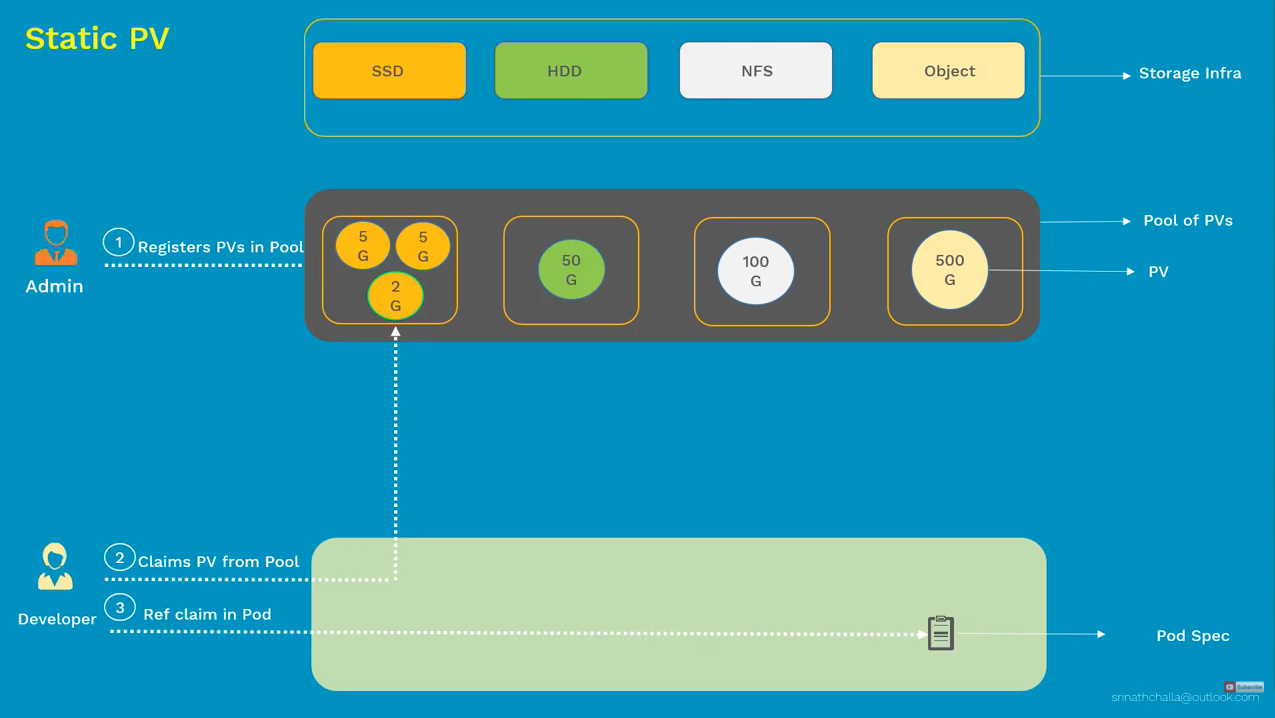 Static PV
SSD
HDD
NFS
Object
Storage Infra
Admin
1
Registers PVs in Pool
5
G
5
G
2
G
50
G
100
G
500
G
Pool of PVs
PV
Developer
2
Claims PV from Pool
3
Ref claim in Pod
Pod Spec
Subscribe
srinathchalla@outlook.com